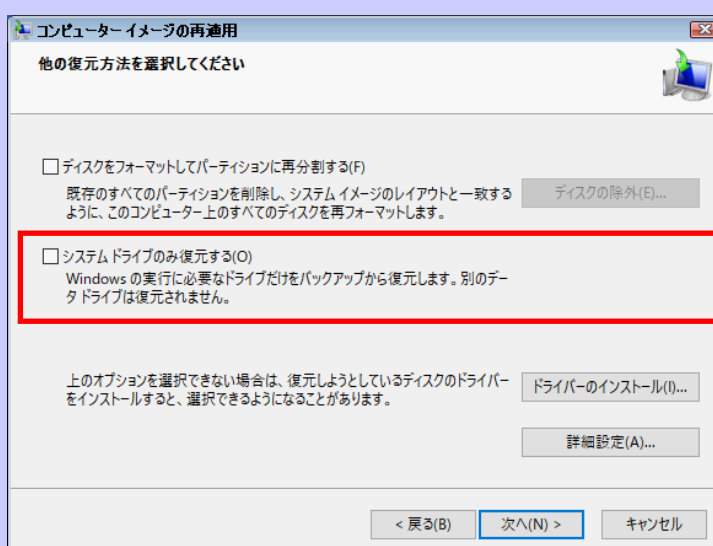 コンピューター イメージの再適用
他の復元方法を選択してください
ディスクをフォーマットしてパーティションに再分割する(F)
既存のすべてのパーティションを削除し、システム イメージのレイアウトと一致する
ように、このコンピューター上のすべてのディスクを再フォーマットします。
ディスクの除外(E)...
システム ドライブのみ復元する(O)
Windows の実行に必要なドライブだけをバックアップから復元します。別のデー
タ ドライブは復元されません。
上のオプションを選択できない場合は、復元しようとしているディスクのドライバー
をインストールすると、選択できるようになることがあります。
ドライバーのインストール(I)...
詳細設定(A)...
< 戻る(B)
次へ(N) >
キャンセル